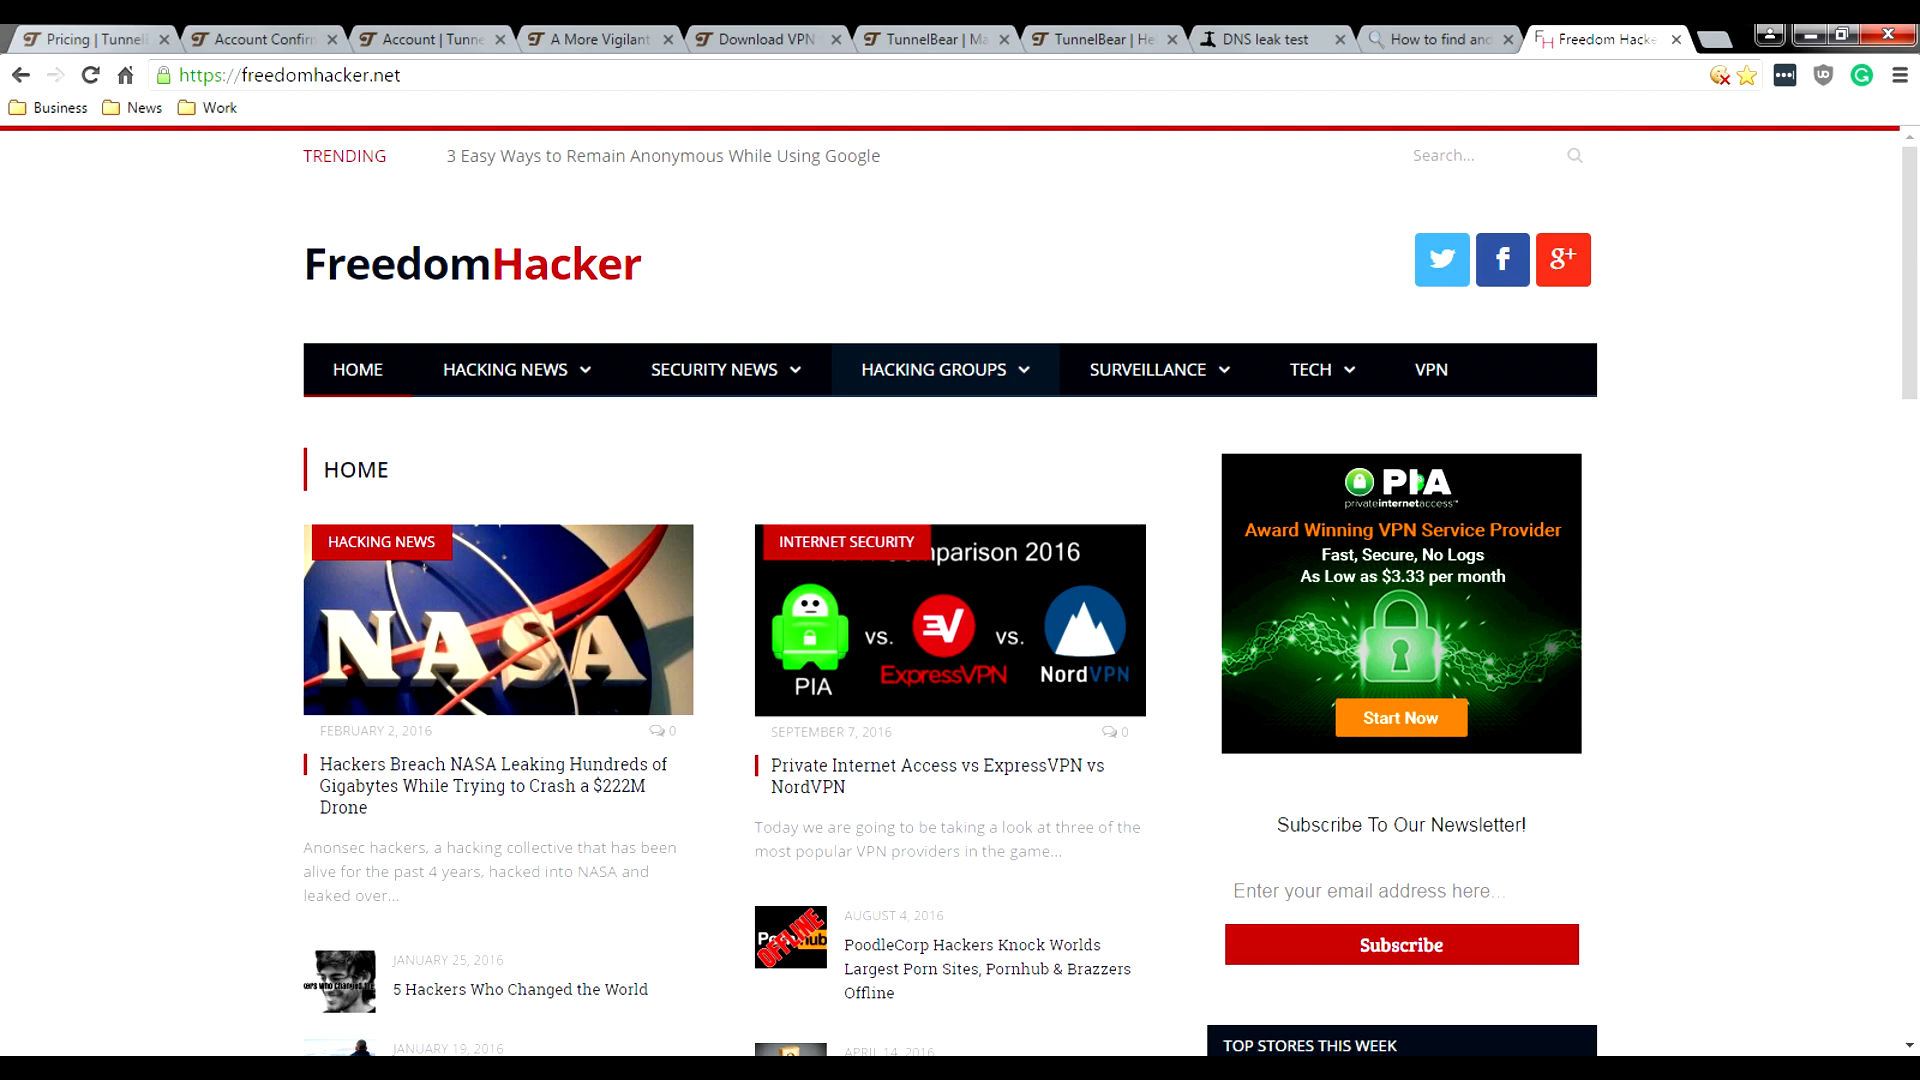 Pricing | Tunnel
Account Confir
Account | Tunne
A More Vigilant
Download VPN
TunnelBear | Ma
TunnelBear | He
DNS leak test
How to find and
Freedom Hacke
https://freedomhacker.net
Business
News
Work
TRENDING
3 Easy Ways to Remain Anonymous While Using Google
Search...
FreedomHacker
HOME
HACKING NEWS
SECURITY NEWS
HACKING GROUPS
SURVEILLANCE
TECH
VPN
HOME
HACKING NEWS
NASA
FEBRUARY 2, 2016
0
Hackers Breach NASA Leaking Hundreds of
Gigabytes While Trying to Crash a $222M
Drone
Anonsec hackers, a hacking collective that has been
alive for the past 4 years, hacked into NASA and
leaked over...
JANUARY 25, 2016
5 Hackers Who Changed the World
JANUARY 19, 2016
INTERNET SECURITY
mparison 2016
PIA
vs.
ExpressVPN
vs.
NordVPN
SEPTEMBER 7, 2016
0
Private Internet Access vs ExpressVPN vs
NordVPN
Today we are going to be taking a look at three of the
most popular VPN providers in the game...
OFFLINE
AUGUST 4, 2016
PoodleCorp Hackers Knock Worlds
Largest Porn Sites, Pornhub & Brazzers
Offline
APRIL 14, 2016
PIA
privateinternetaccess
Award Winning VPN Service Provider
Fast, Secure, No Logs
As Low as $3.33 per month
Start Now
Subscribe To Our Newsletter!
Enter your email address here...
Subscribe
TOP STORES THIS WEEK